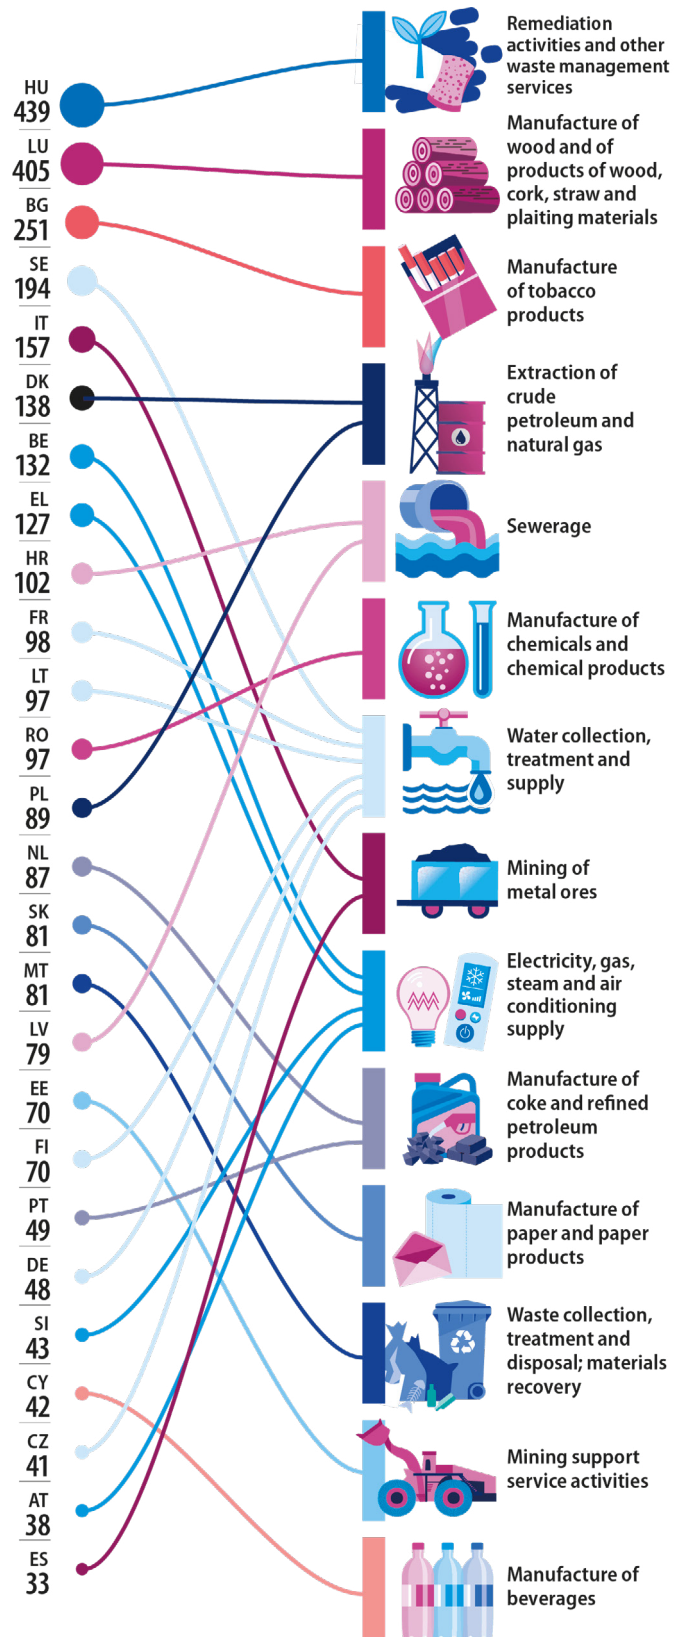 HU
439
LU
405
BG
251
SE
194
IT
157
DK
138
BE
132
EL
127
HR
102
FR
98
LT
97
RO
97
PL
89
NL
87
SK
81
MT
81
LV
79
EE
70
FI
70
PT
49
DE
48
SI
43
CY
42
CZ
41
AT
38
ES
33
Remediation
activities and other
waste management
services
Manufacture of
wood and of
products of wood,
cork, straw and
plaiting materials
Manufacture
of tobacco
products
Extraction of
crude
petroleum and
natural gas
Sewerage
Manufacture of
chemicals and
chemical products
Water collection,
treatment and
supply
Mining of
metal ores
Electricity, gas,
steam and air
conditioning
supply
Manufacture of
coke and refined
petroleum
products
Manufacture of
paper and paper
products
Waste collection,
treatment and
disposal; materials
recovery
Mining support
service activities
Manufacture of
beverages